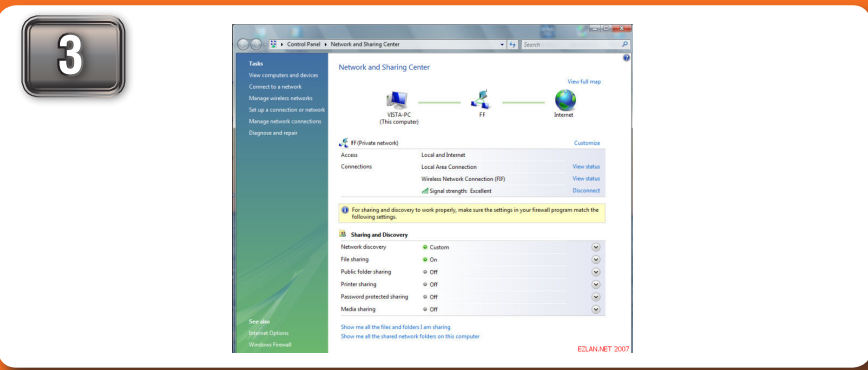 3
Control Panel ▸ Network and Sharing Center
Search
Tasks
View computers and devices
Connect to a network
Manage wireless networks
Set up a connection or network
Manage network connections
Diagnose and repair
See also
Internet Options
Windows Firewall
Network and Sharing Center
View full map
VISTA-PC
(This computer)
FF
Internet
FF (Private network) Customize
Access Local and Internet
Connections Local Area Connection View status
Wireless Network Connection (FIF) View status
Signal strength: Excellent Disconnect
For sharing and discovery to work properly, make sure the settings in your firewall program match the
following settings.
Sharing and Discovery
Network discovery Custom
File sharing On
Public folder sharing Off
Printer sharing Off
Password protected sharing Off
Media sharing Off
Show me all the files and folders I am sharing
Show me all the shared network folders on this computer
EZLAN.NET 2007